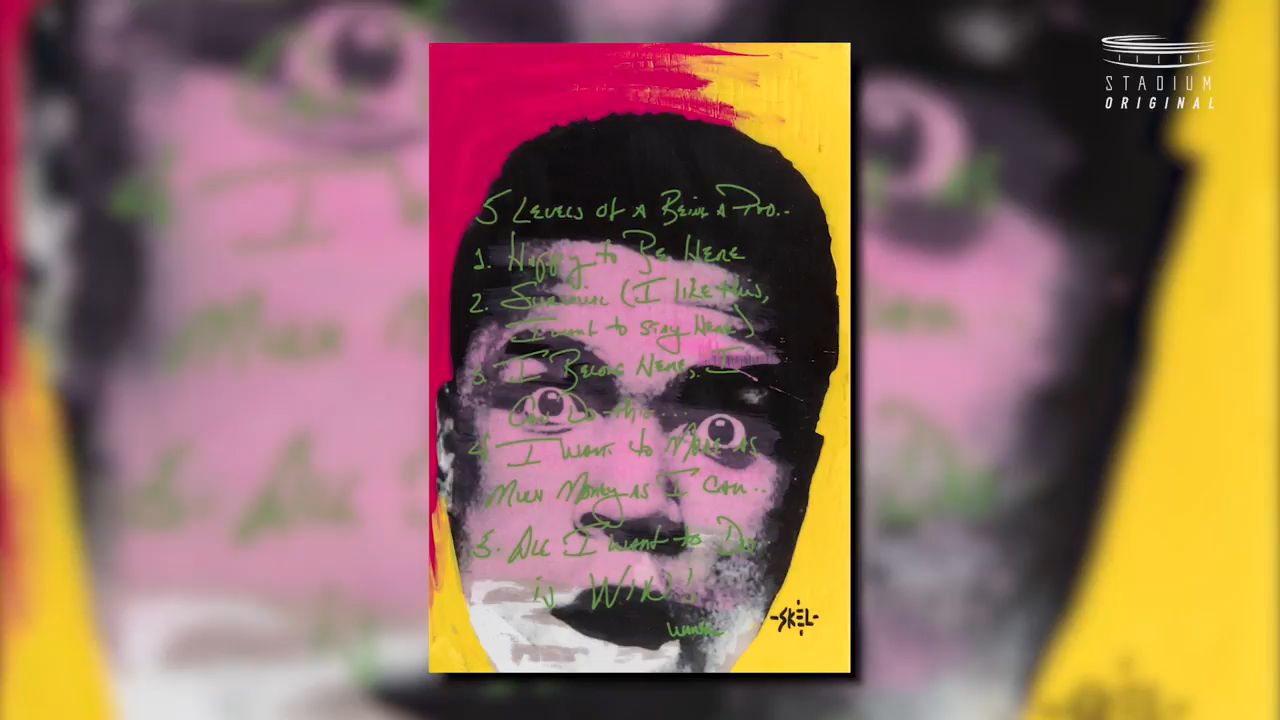 5 Levels of a Being a Pro..
1. Happy to Be Here
2. Survival (I like this,
I want to stay Here)
3. I Belong Here, I
Can Do this...
4. I want to Make as
Much Money as I Can..
5. All I want to Do
is WIN!
-SKEL-
STADIUM
ORIGINAL